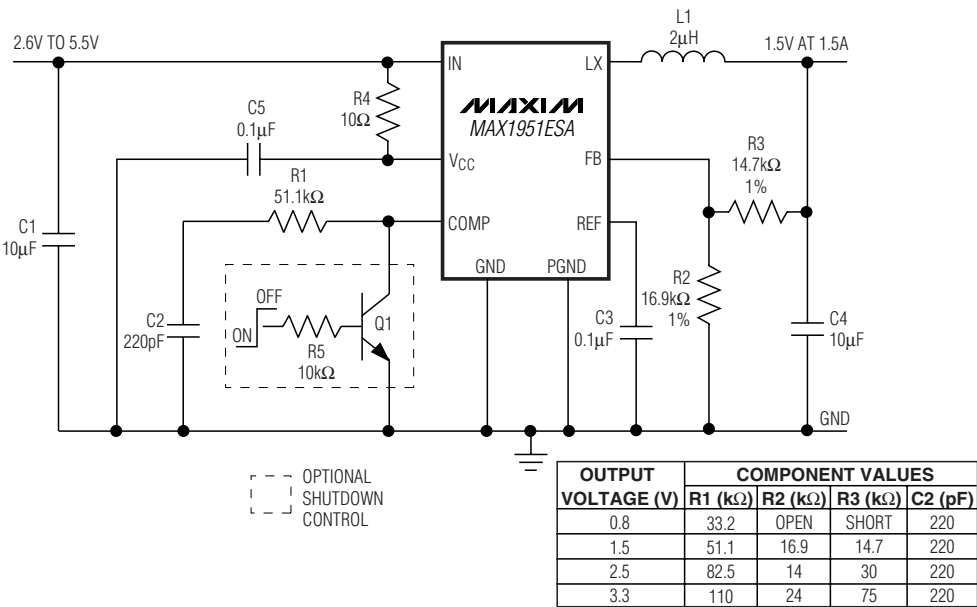 2.6V TO 5.5V
L1
2μH
1.5V AT 1.5A
IN
LX
MAXIM
MAX1951ESA
R4
10Ω
C5
0.1μF
VCC
FB
R3
14.7kΩ
1%
R1
51.1kΩ
COMP
REF
C1
10μF
GND
PGND
R2
16.9kΩ
1%
OFF
ON
Q1
R5
10kΩ
C2
220pF
C3
0.1μF
C4
10μF
GND
OPTIONAL
SHUTDOWN
CONTROL
OUTPUT COMPONENT VALUES
VOLTAGE (V) R1 (kΩ) R2 (kΩ) R3 (kΩ) C2 (pF)
0.8 33.2 OPEN SHORT 220
1.5 51.1 16.9 14.7 220
2.5 82.5 14 30 220
3.3 110 24 75 220